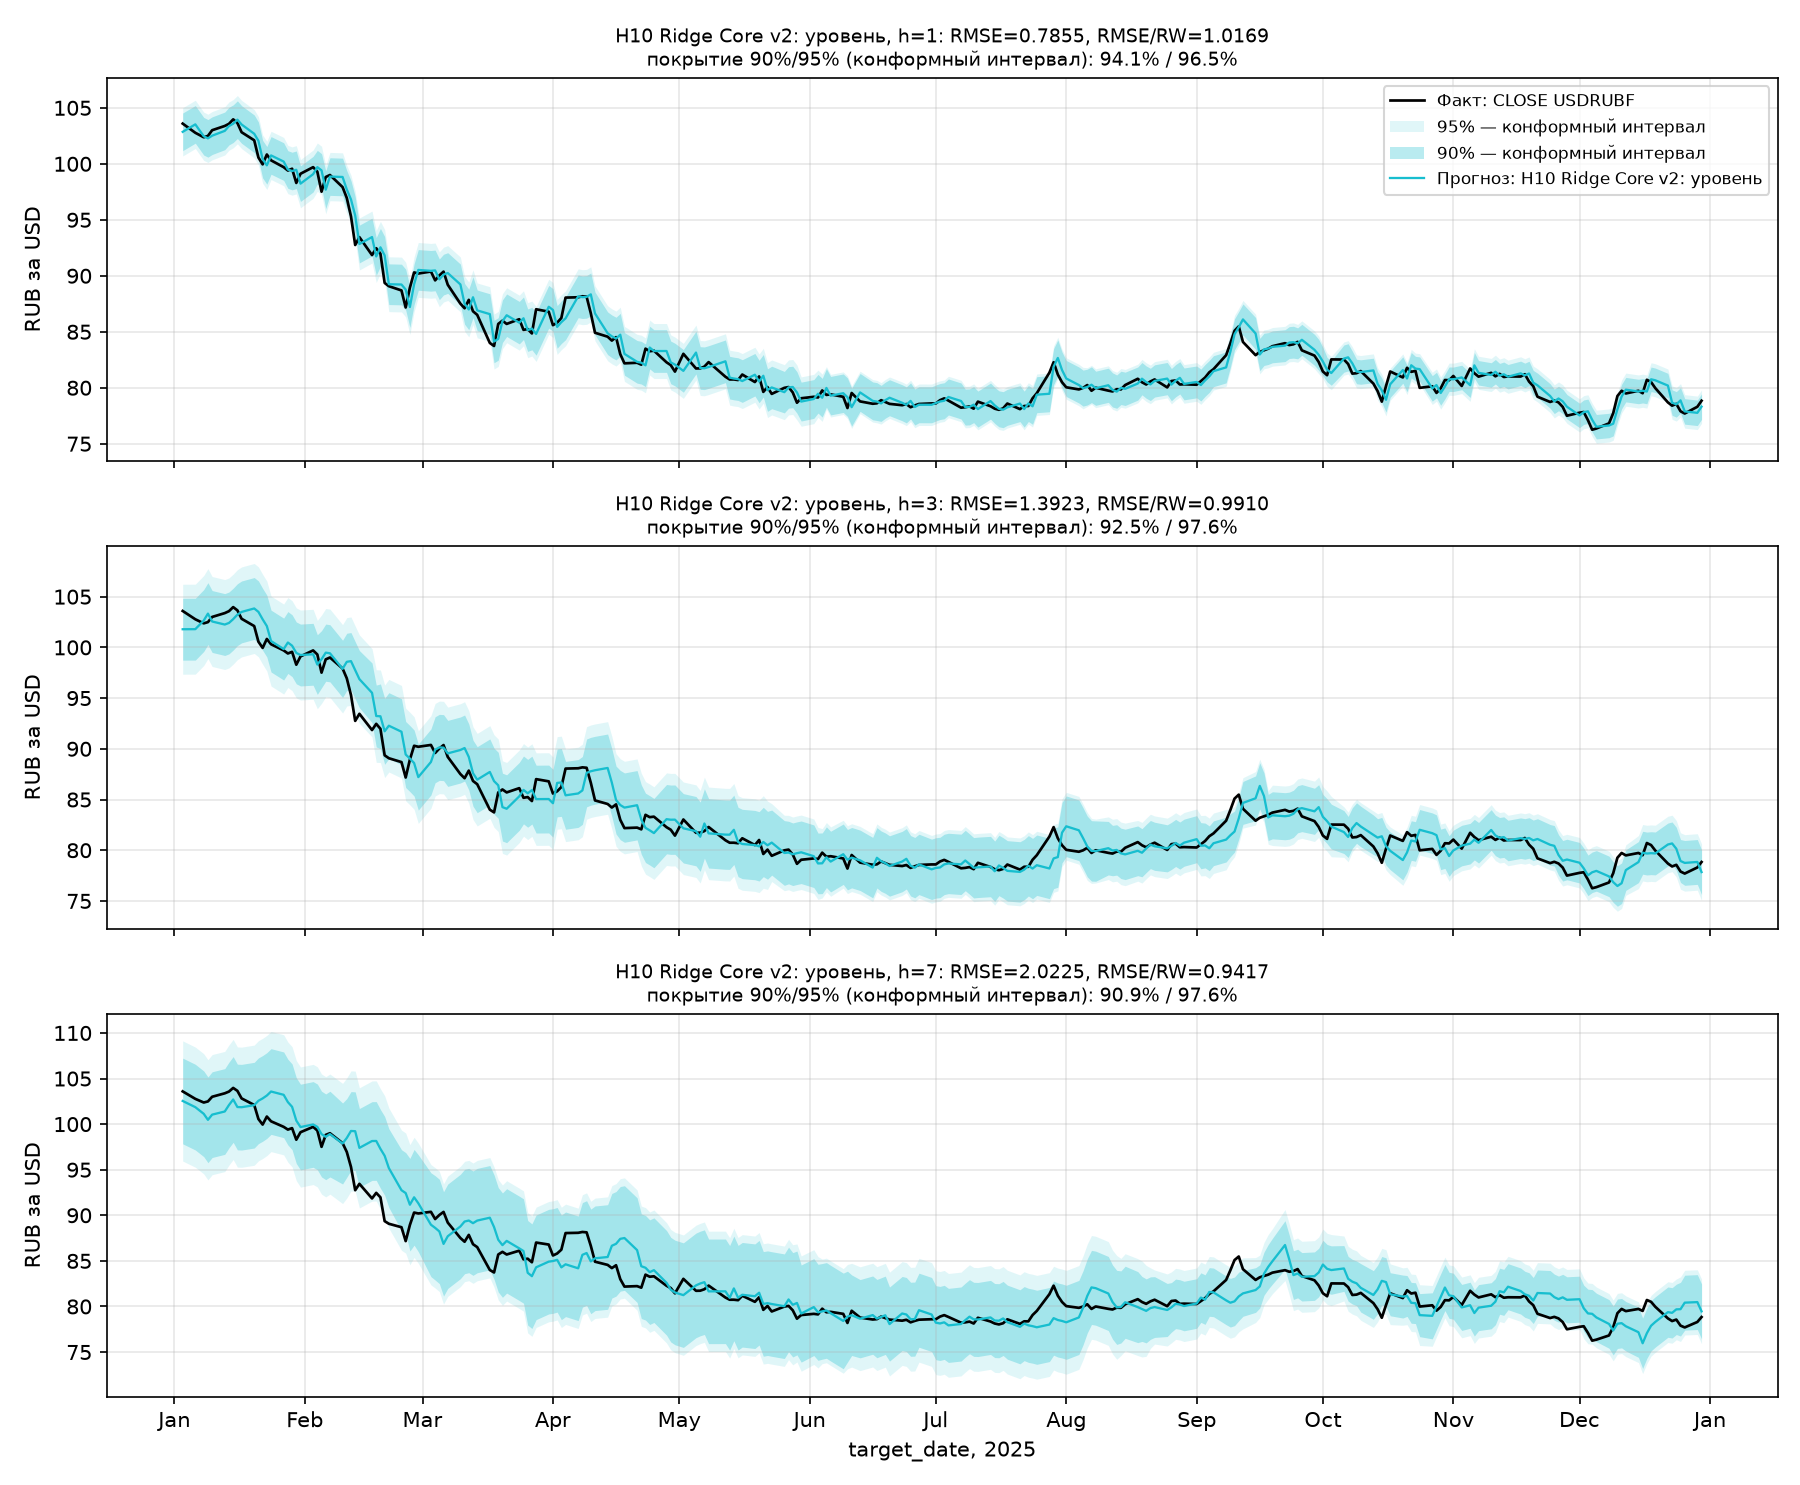 H10 Ridge Core v2: уровень, h=1: RMSE=0.7855, RMSE/RW=1.0169
покрытие 90%/95% (конформный интервал): 94.1% / 96.5%
105
100
95
90
85
80
75
RUB за USD
Факт: CLOSE USDRUBF
95% — конформный интервал
90% — конформный интервал
Прогноз: H10 Ridge Core v2: уровень
H10 Ridge Core v2: уровень, h=3: RMSE=1.3923, RMSE/RW=0.9910
покрытие 90%/95% (конформный интервал): 92.5% / 97.6%
105
100
95
90
85
80
75
RUB за USD
H10 Ridge Core v2: уровень, h=7: RMSE=2.0225, RMSE/RW=0.9417
покрытие 90%/95% (конформный интервал): 90.9% / 97.6%
110
105
100
95
90
85
80
75
RUB за USD
Jan Feb Mar Apr May Jun Jul Aug Sep Oct Nov Dec Jan
target_date, 2025